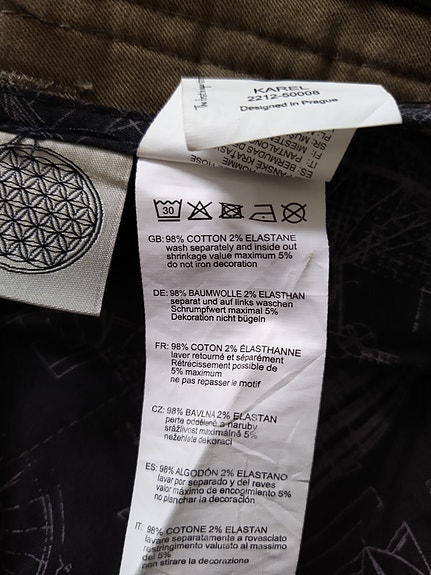 KAREL
2212-50008
Designed in Prague
30
GB: 98% COTTON 2% ELASTANE
wash separately and inside out
shrinkage value maximum 5%
do not iron decoration
DE: 98% BAUMWOLLE 2% ELASTHAN
separat und auf links waschen
Schrumpfwert maximal 5%
Dekoration nicht bügeln
FR: 98% COTON 2% ÉLASTHANNE
laver retourné et séparément
Rétrécissement possible de
5% maximum
ne pas repasser le motif
CZ: 98% BAVLNA 2% ELASTAN
perte odděleně a naruby
srážlivost maximálně 5%
nežehlete dekoraci
ES: 98% ALGODÓN 2% ELASTANO
lavar por separado y del reves
valor máximo de encogimiento 5%
no planchar la decoración
IT: 98% COTONE 2% ELASTAN
lavare separatamente a rovesciato
restringimento valutato al massimo
del 5%
non stirare la decorazione